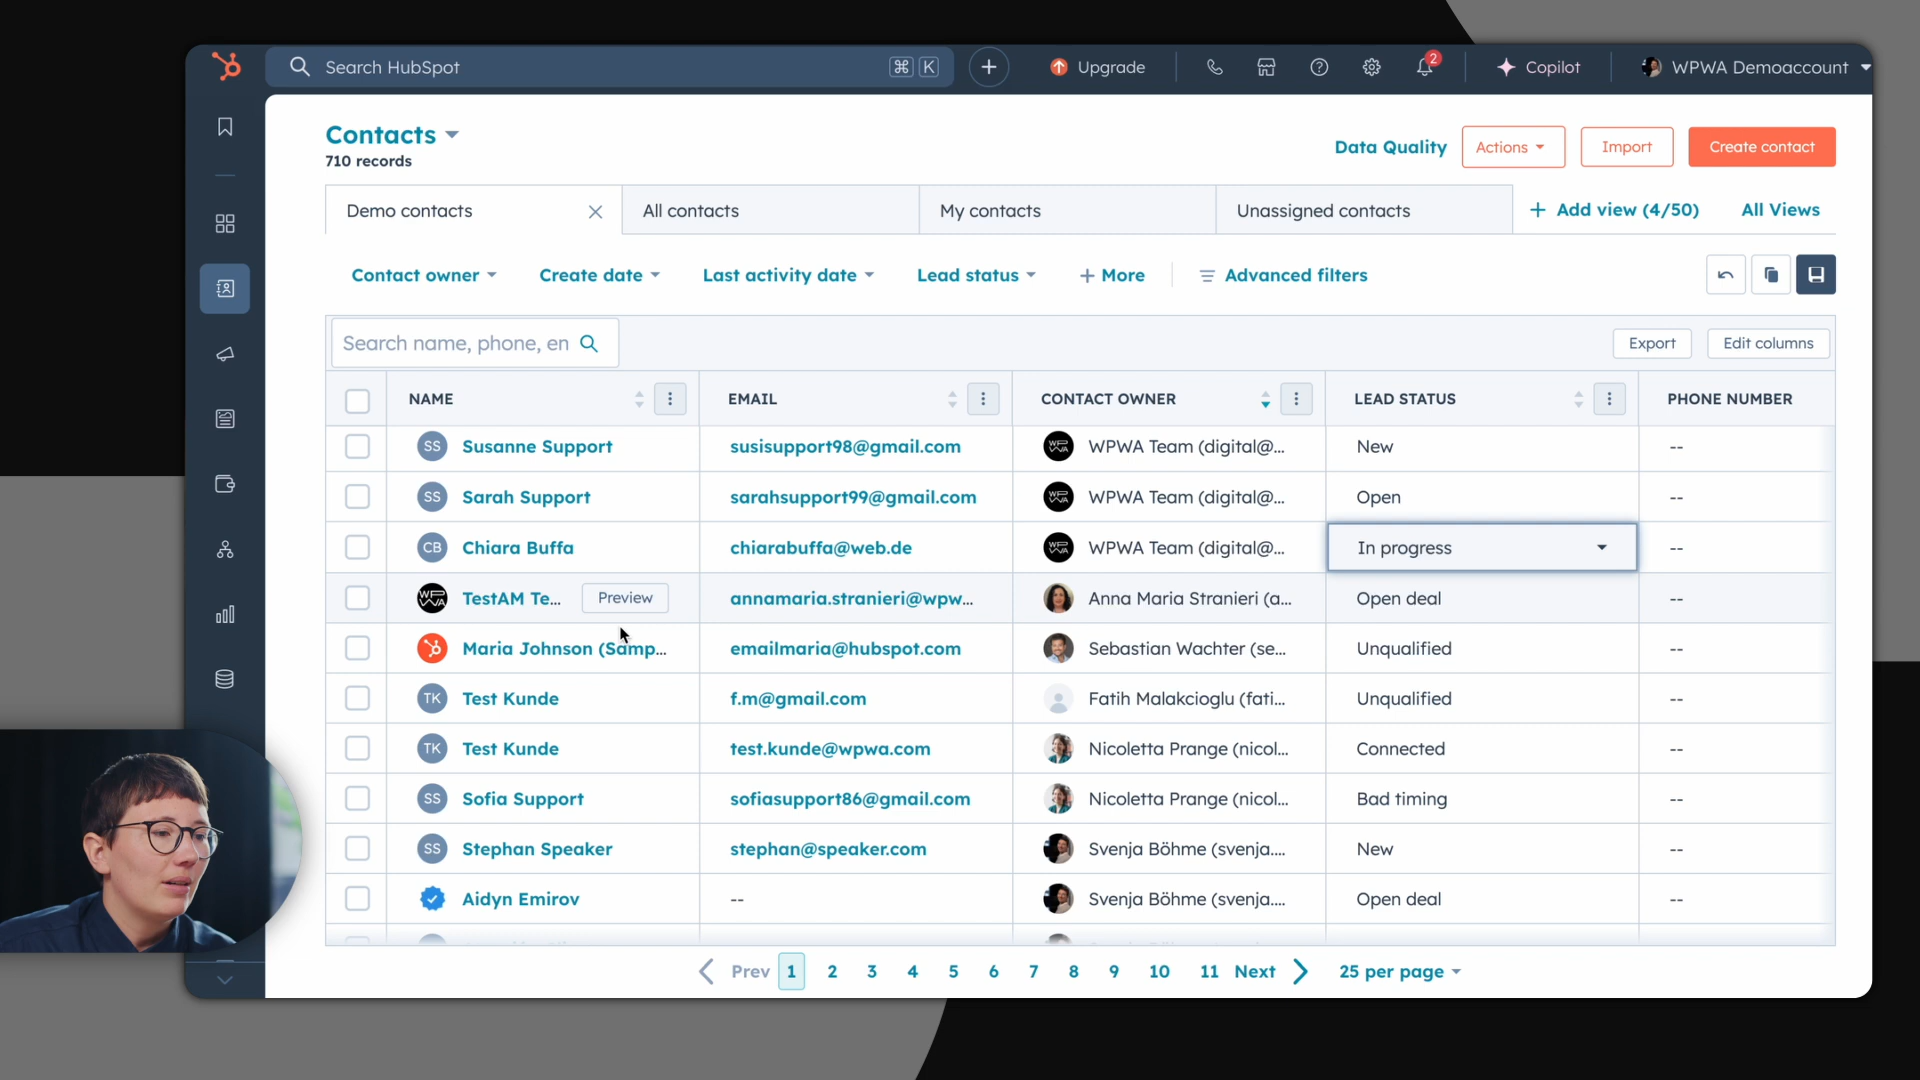 Search HubSpot
⌘ K
Upgrade
2
Copilot
WPWA Demoaccount
Contacts
710 records
Data Quality
Actions
Import
Create contact
Demo contacts
All contacts
My contacts
Unassigned contacts
+ Add view (4/50)
All Views
Contact owner
Create date
Last activity date
Lead status
+ More
Advanced filters
Search name, phone, en
Export
Edit columns
NAME
EMAIL
CONTACT OWNER
LEAD STATUS
PHONE NUMBER
SS Susanne Support susisupport98@gmail.com WPWA Team (digital@... New --
SS Sarah Support sarahsupport99@gmail.com WPWA Team (digital@... Open --
CB Chiara Buffa chiarabuffa@web.de WPWA Team (digital@... In progress --
TestAM Te... Preview annamaria.stranieri@wpw... Anna Maria Stranieri (a... Open deal --
Maria Johnson (Samp... emailmaria@hubspot.com Sebastian Wachter (se... Unqualified --
TK Test Kunde f.m@gmail.com Fatih Malakcioglu (fati... Unqualified --
TK Test Kunde test.kunde@wpwa.com Nicoletta Prange (nicol... Connected --
SS Sofia Support sofiasupport86@gmail.com Nicoletta Prange (nicol... Bad timing --
SS Stephan Speaker stephan@speaker.com Svenja Böhme (svenja.... New --
Aidyn Emirov -- Svenja Böhme (svenja.... Open deal --
Prev 1 2 3 4 5 6 7 8 9 10 11 Next
25 per page